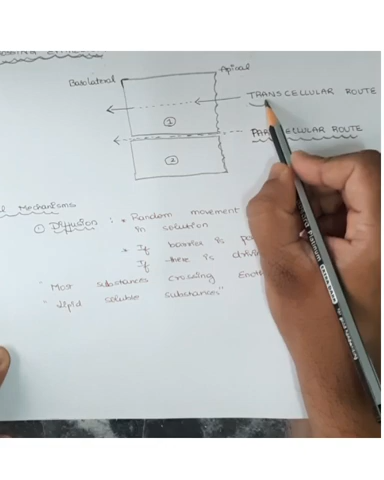 Basolateral
Apical
TRANSCELLULAR ROUTE
①
PARACELLULAR ROUTE
②
Mechanisms
① Diffusion : • Random movement
in solution
• If barrier is
If there is
"Most substances crossing
"Lipid soluble substances"
PLATINUM